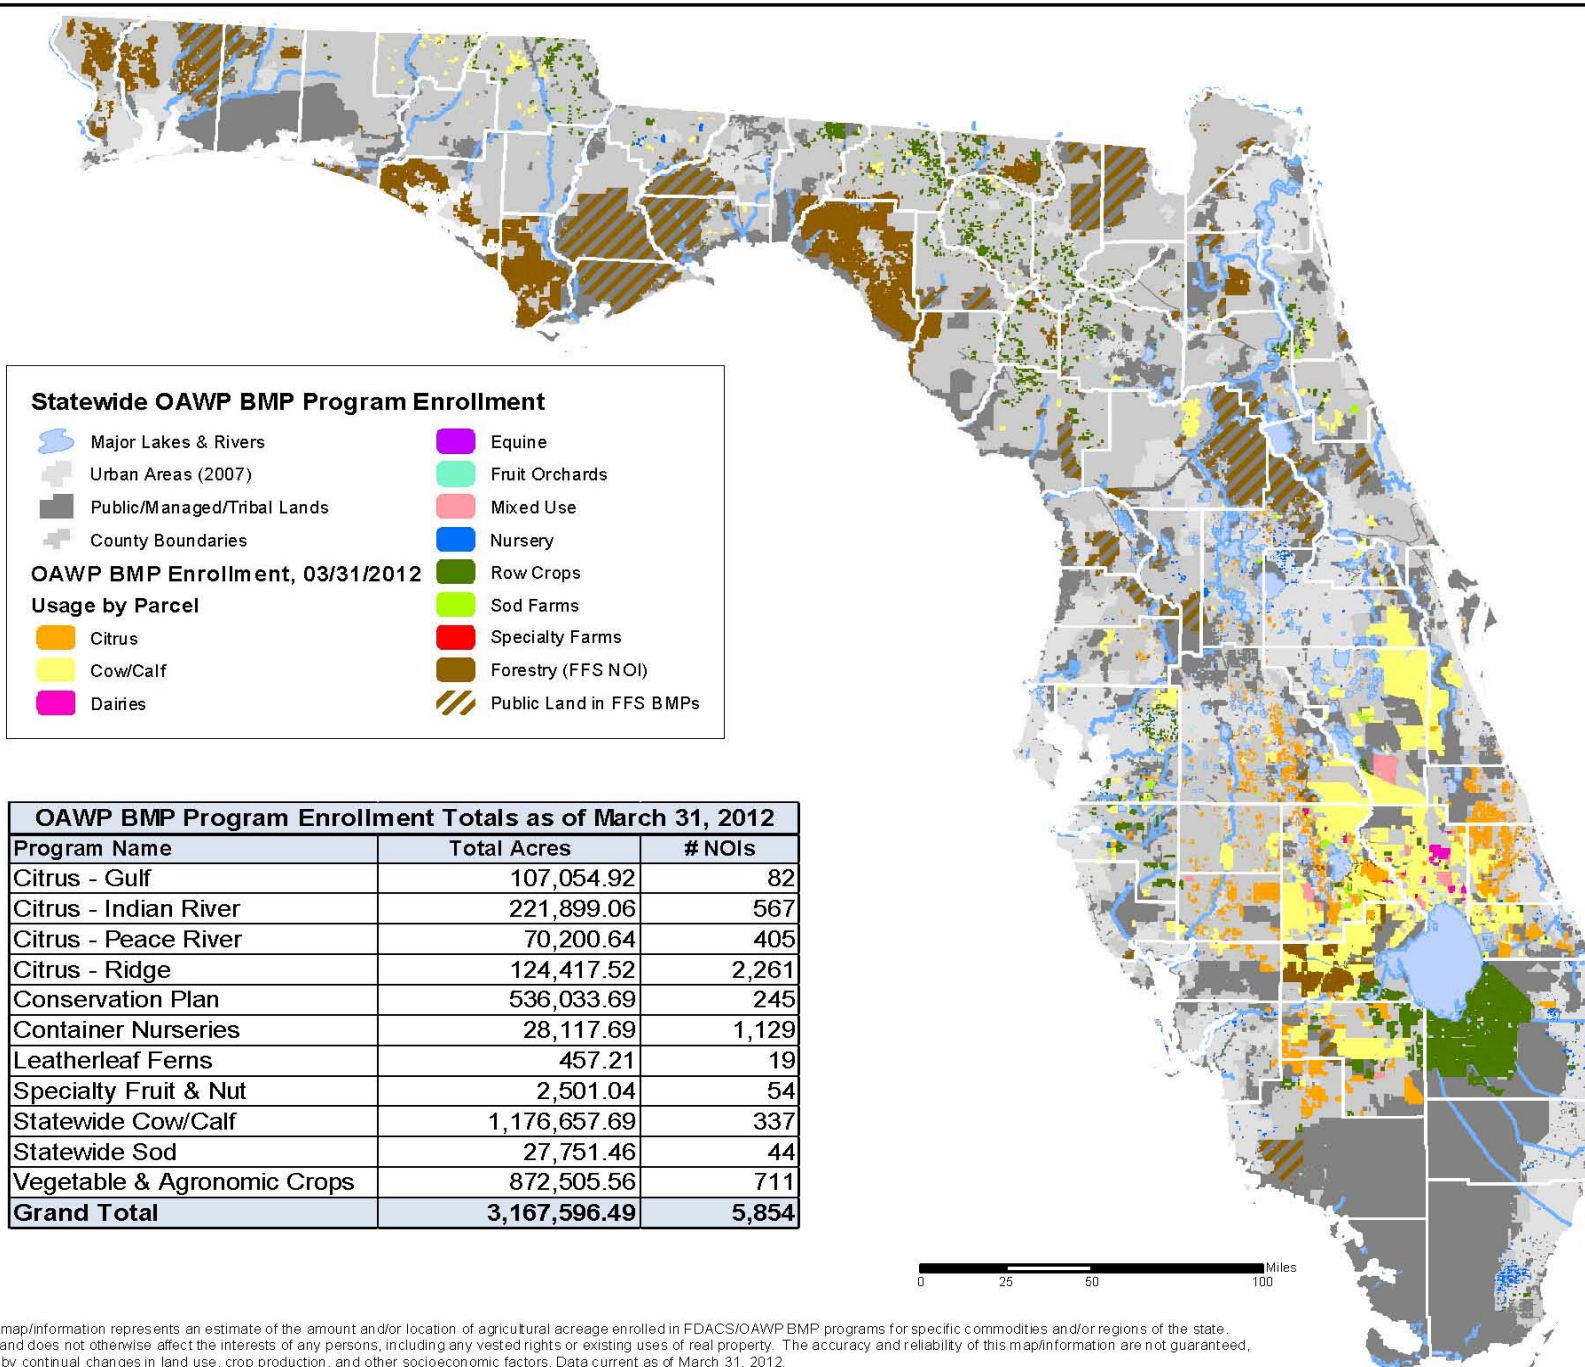 Statewide OAWP BMP Program Enrollment
Major Lakes & Rivers
Urban Areas (2007)
Public/Managed/Tribal Lands
County Boundaries
OAWP BMP Enrollment, 03/31/2012
Usage by Parcel
Citrus
Cow/Calf
Dairies
Equine
Fruit Orchards
Mixed Use
Nursery
Row Crops
Sod Farms
Specialty Farms
Forestry (FFS NOI)
Public Land in FFS BMPs
OAWP BMP Program Enrollment Totals as of March 31, 2012
Program Name Total Acres # NOIs
Citrus - Gulf 107,054.92 82
Citrus - Indian River 221,899.06 567
Citrus - Peace River 70,200.64 405
Citrus - Ridge 124,417.52 2,261
Conservation Plan 536,033.69 245
Container Nurseries 28,117.69 1,129
Leatherleaf Ferns 457.21 19
Specialty Fruit & Nut 2,501.04 54
Statewide Cow/Calf 1,176,657.69 337
Statewide Sod 27,751.46 44
Vegetable & Agronomic Crops 872,505.56 711
Grand Total 3,167,596.49 5,854
Miles
0 25 50 100
map/information represents an estimate of the amount and/or location of agricultural acreage enrolled in FDACS/OAWP BMP programs for specific commodities and/or regions of the state.
and does not otherwise affect the interests of any persons, including any vested rights or existing uses of real property. The accuracy and reliability of this map/information are not guaranteed,
by continual changes in land use, crop production, and other socioeconomic factors. Data current as of March 31, 2012.